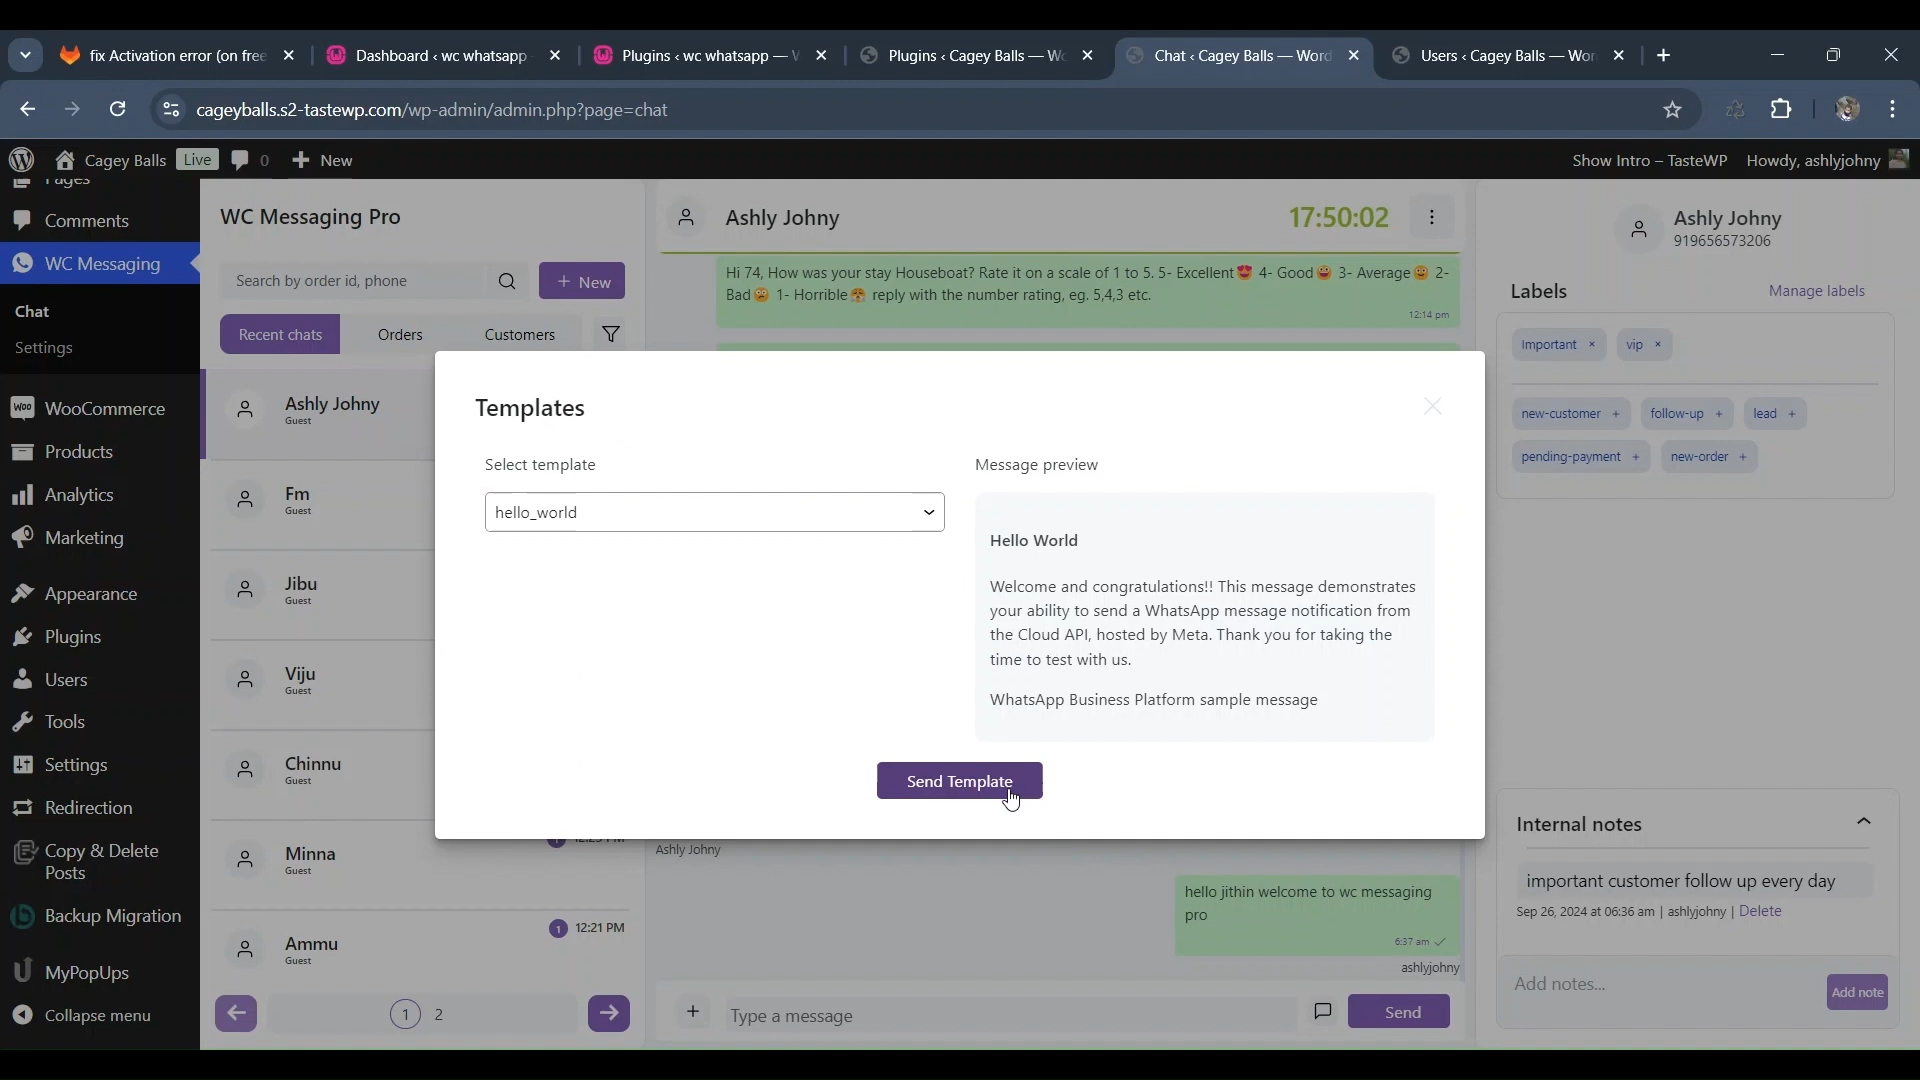 fix Activation error (on free
Dashboard ‹ wc whatsapp
Plugins ‹ wc whatsapp — V
Plugins ‹ Cagey Balls — Wo
Chat ‹ Cagey Balls — Word
Users ‹ Cagey Balls — Wor
cageyballs.s2-tastewp.com/wp-admin/admin.php?page=chat
Cagey Balls
Live
0
New
Show Intro – TasteWP
Howdy, ashlyjohny
Pages
Comments
WC Messaging
Chat
Settings
WooCommerce
Products
Analytics
Marketing
Appearance
Plugins
Users
Tools
Settings
Redirection
Copy & Delete
Posts
Backup Migration
MyPopUps
Collapse menu
WC Messaging Pro
Search by order id, phone
+ New
Recent chats
Orders
Customers
Ashly Johny
Guest
Fm
Guest
Jibu
Guest
Viju
Guest
Chinnu
Guest
Minna
Guest
Ammu
Guest
1
12:21 PM
1
2
Ashly Johny
17:50:02
Hi 74, How was your stay Houseboat? Rate it on a scale of 1 to 5. 5- Excellent😍 4- Good😀 3- Average🙂 2-
Bad😕 1- Horrible😤 reply with the number rating, eg. 5,4,3 etc.
12:14 pm
Templates
Select template
hello_world
Message preview
Hello World
Welcome and congratulations!! This message demonstrates
your ability to send a WhatsApp message notification from
the Cloud API, hosted by Meta. Thank you for taking the
time to test with us.
WhatsApp Business Platform sample message
Send Template
Ashly Johny
hello jithin welcome to wc messaging
pro
6:37 am
ashlyjohny
Type a message
Send
Ashly Johny
919656573206
Labels
Manage labels
important ×
vip ×
new-customer +
follow-up +
lead +
pending-payment +
new-order +
Internal notes
important customer follow up every day
Sep 26, 2024 at 06:36 am | ashlyjohny | Delete
Add notes...
Add note